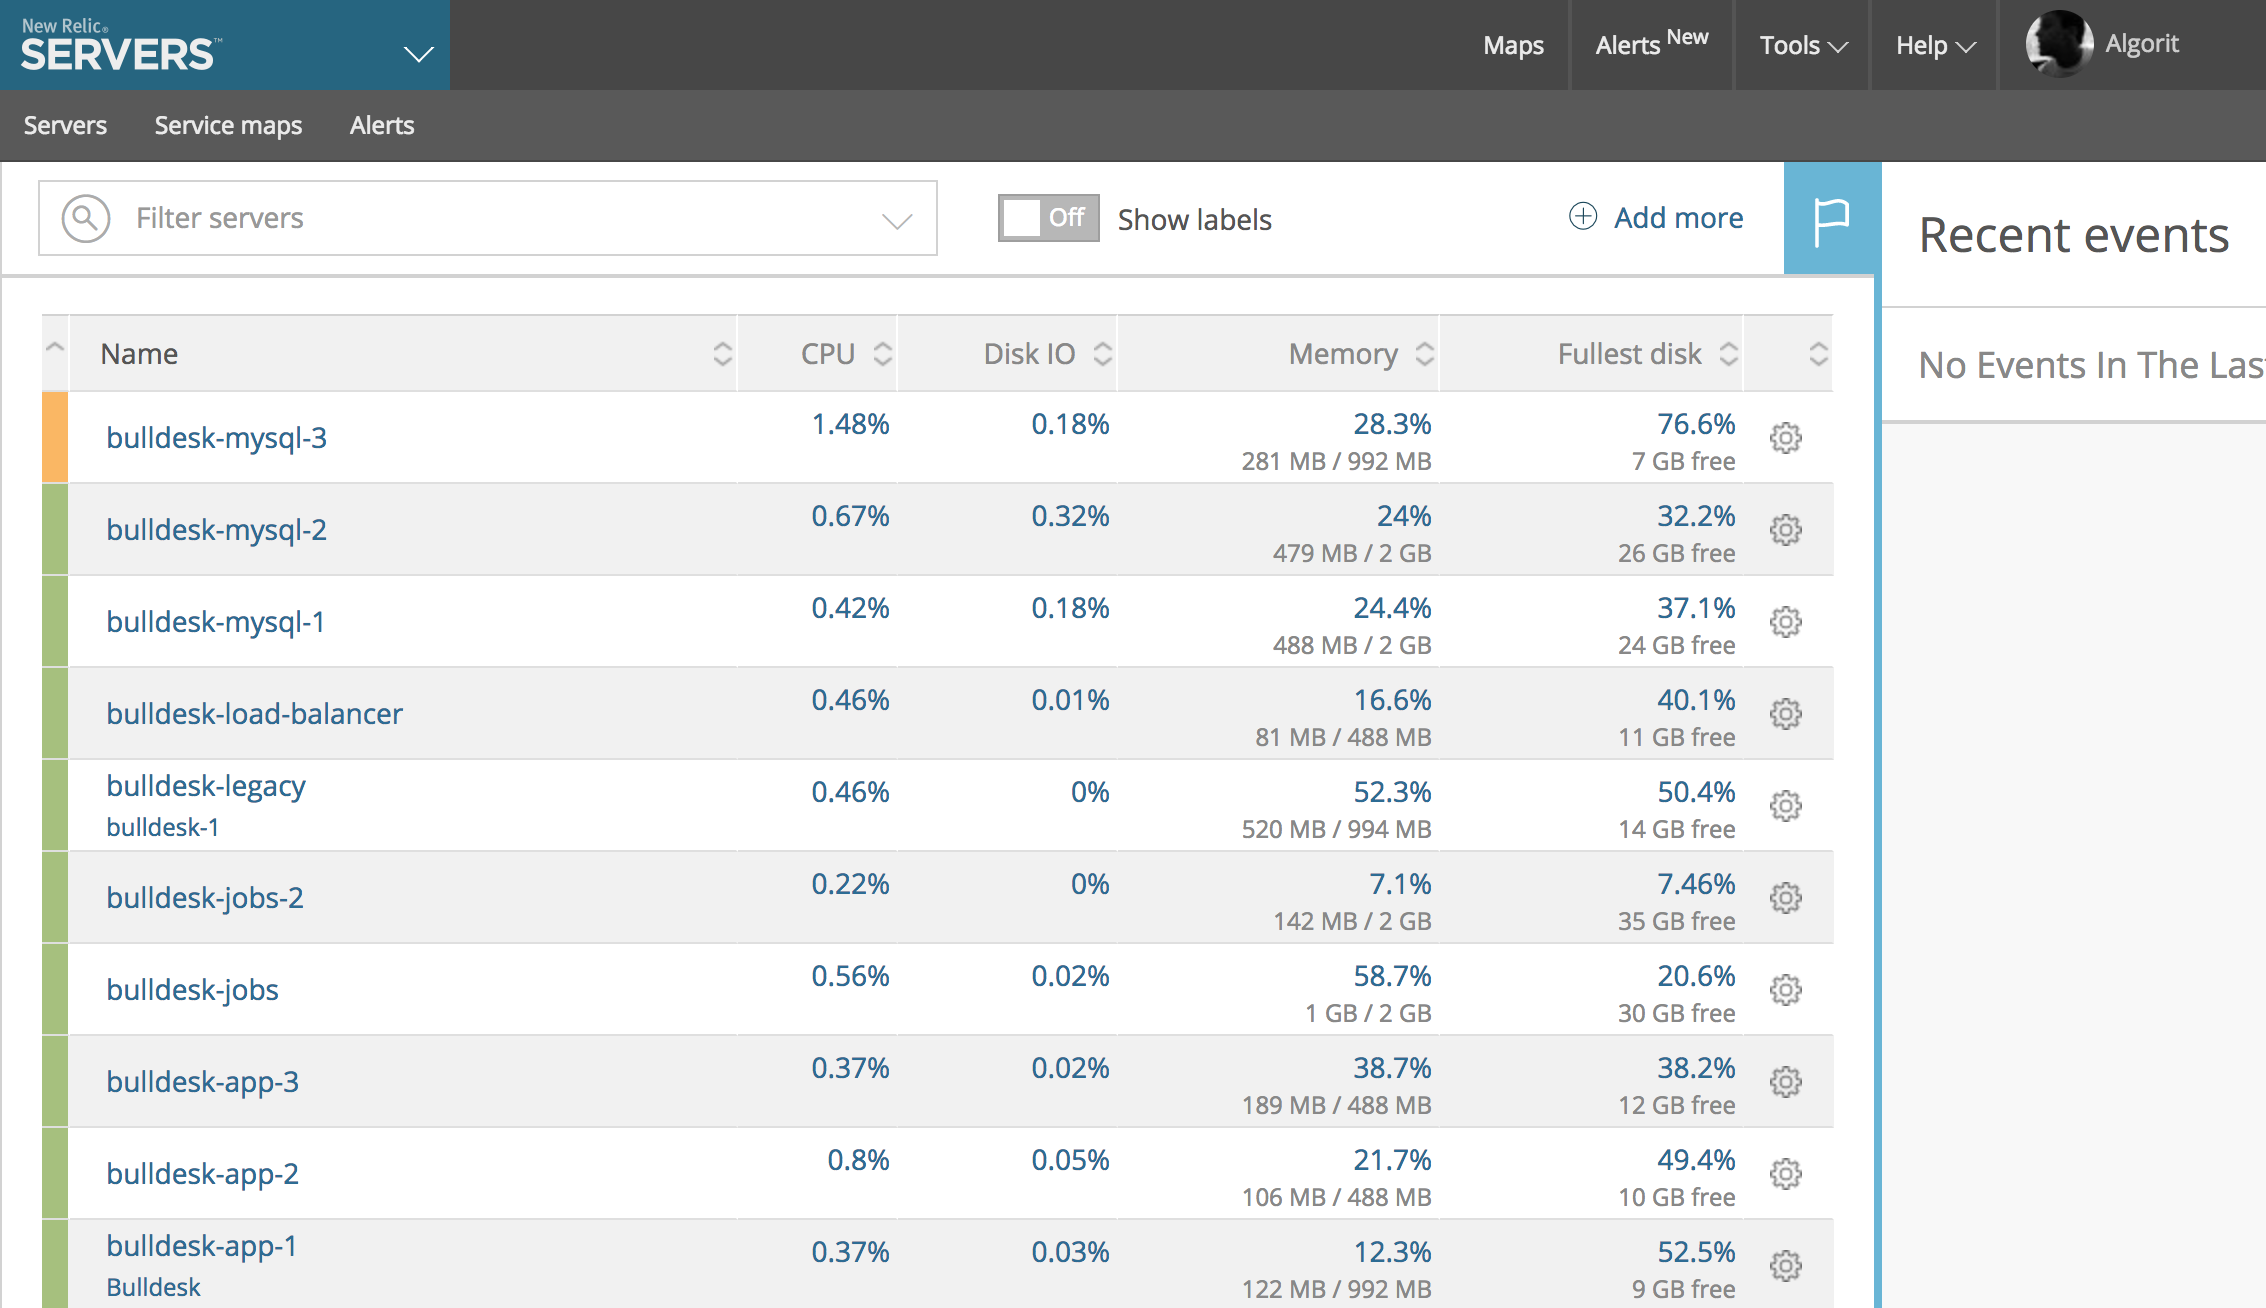 New Relic®
SERVERS™
Maps
Alerts New
Tools
Help
Algorit
Servers
Service maps
Alerts
Filter servers
Off
Show labels
Add more
Recent events
No Events In The Las
Name CPU Disk IO Memory Fullest disk
bulldesk-mysql-3 1.48% 0.18% 28.3% 76.6%
281 MB / 992 MB 7 GB free
bulldesk-mysql-2 0.67% 0.32% 24% 32.2%
479 MB / 2 GB 26 GB free
bulldesk-mysql-1 0.42% 0.18% 24.4% 37.1%
488 MB / 2 GB 24 GB free
bulldesk-load-balancer 0.46% 0.01% 16.6% 40.1%
81 MB / 488 MB 11 GB free
bulldesk-legacy 0.46% 0% 52.3% 50.4%
bulldesk-1 520 MB / 994 MB 14 GB free
bulldesk-jobs-2 0.22% 0% 7.1% 7.46%
142 MB / 2 GB 35 GB free
bulldesk-jobs 0.56% 0.02% 58.7% 20.6%
1 GB / 2 GB 30 GB free
bulldesk-app-3 0.37% 0.02% 38.7% 38.2%
189 MB / 488 MB 12 GB free
bulldesk-app-2 0.8% 0.05% 21.7% 49.4%
106 MB / 488 MB 10 GB free
bulldesk-app-1 0.37% 0.03% 12.3% 52.5%
Bulldesk 122 MB / 992 MB 9 GB free